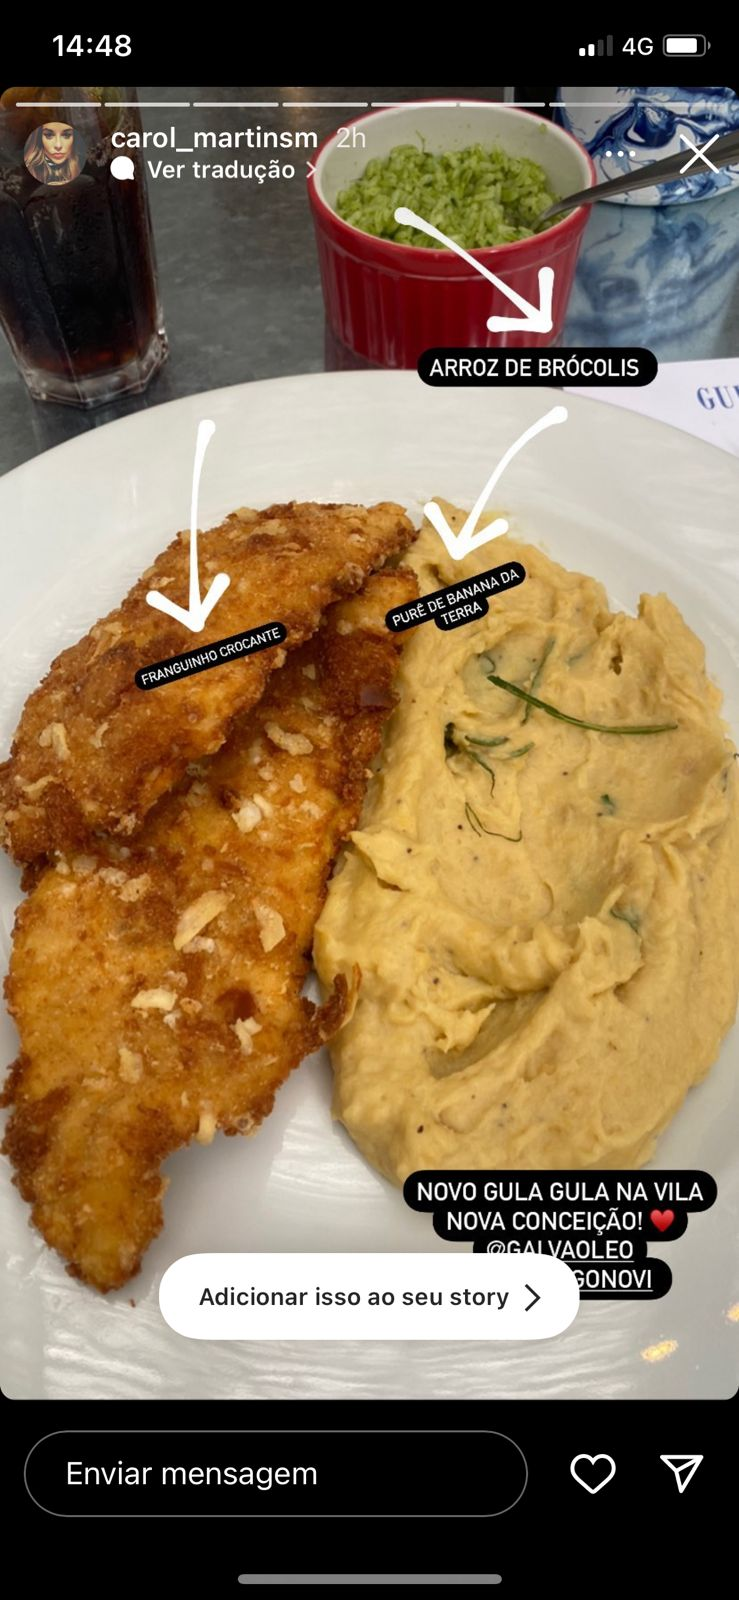 14:48
4G
carol_martinsm 2h
Ver tradução
ARROZ DE BRÓCOLIS
PURÊ DE BANANA DA
TERRA
FRANGUINHO CROCANTE
NOVO GULA GULA NA VILA
NOVA CONCEIÇÃO! ❤️
@GALVAOLEO
Adicionar isso ao seu story
Enviar mensagem